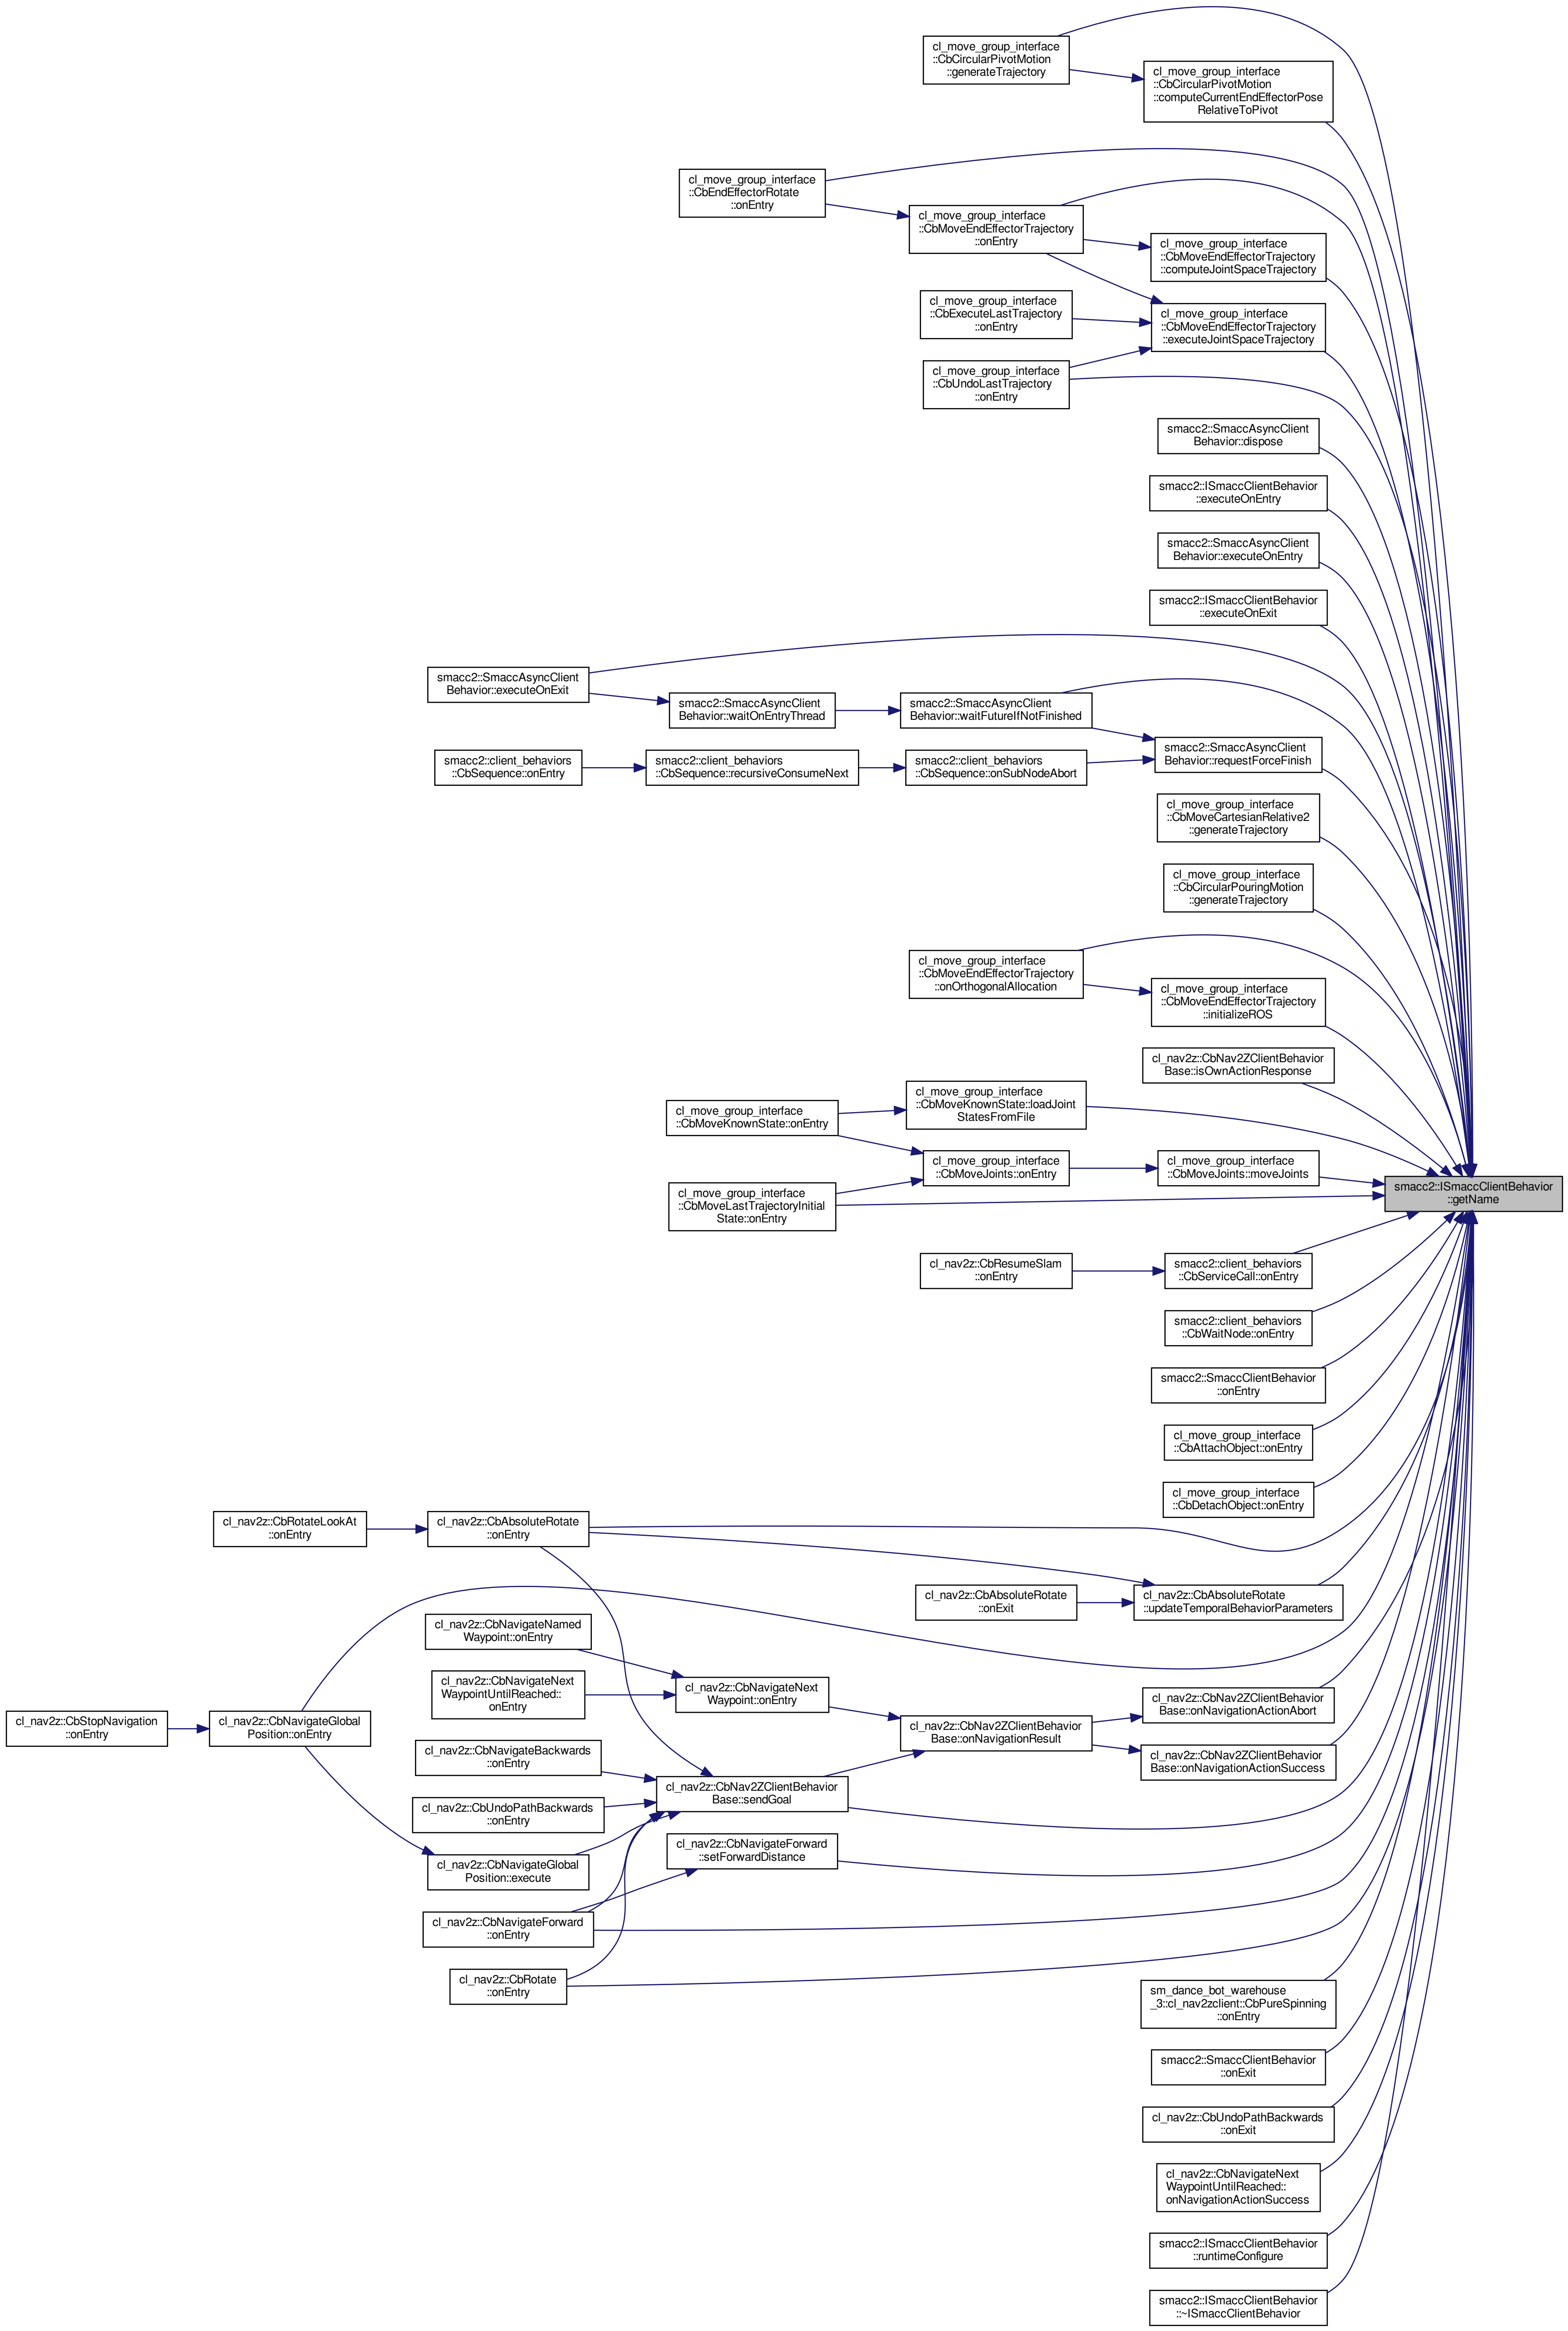 cl_move_group_interface
::CbCircularPivotMotion
::generateTrajectory
cl_move_group_interface
::CbCircularPivotMotion
::computeCurrentEndEffectorPose
RelativeToPivot
cl_move_group_interface
::CbEndEffectorRotate
::onEntry
cl_move_group_interface
::CbMoveEndEffectorTrajectory
::onEntry
cl_move_group_interface
::CbMoveEndEffectorTrajectory
::computeJointSpaceTrajectory
cl_move_group_interface
::CbExecuteLastTrajectory
::onEntry
cl_move_group_interface
::CbMoveEndEffectorTrajectory
::executeJointSpaceTrajectory
cl_move_group_interface
::CbUndoLastTrajectory
::onEntry
smacc2::SmaccAsyncClient
Behavior::dispose
smacc2::ISmaccClientBehavior
::executeOnEntry
smacc2::SmaccAsyncClient
Behavior::executeOnEntry
smacc2::ISmaccClientBehavior
::executeOnExit
smacc2::SmaccAsyncClient
Behavior::executeOnExit
smacc2::SmaccAsyncClient
Behavior::waitOnEntryThread
smacc2::SmaccAsyncClient
Behavior::waitFutureIfNotFinished
smacc2::SmaccAsyncClient
Behavior::requestForceFinish
smacc2::client_behaviors
::CbSequence::onEntry
smacc2::client_behaviors
::CbSequence::recursiveConsumeNext
smacc2::client_behaviors
::CbSequence::onSubNodeAbort
cl_move_group_interface
::CbMoveCartesianRelative2
::generateTrajectory
cl_move_group_interface
::CbCircularPouringMotion
::generateTrajectory
cl_move_group_interface
::CbMoveEndEffectorTrajectory
::onOrthogonalAllocation
cl_move_group_interface
::CbMoveEndEffectorTrajectory
::initializeROS
cl_nav2z::CbNav2ZClientBehavior
Base::isOwnActionResponse
cl_move_group_interface
::CbMoveKnownState::onEntry
cl_move_group_interface
::CbMoveKnownState::loadJoint
StatesFromFile
cl_move_group_interface
::CbMoveJoints::onEntry
cl_move_group_interface
::CbMoveJoints::moveJoints
cl_move_group_interface
::CbMoveLastTrajectoryInitial
State::onEntry
smacc2::ISmaccClientBehavior
::getName
cl_nav2z::CbResumeSlam
::onEntry
smacc2::client_behaviors
::CbServiceCall::onEntry
smacc2::client_behaviors
::CbWaitNode::onEntry
smacc2::SmaccClientBehavior
::onEntry
cl_move_group_interface
::CbAttachObject::onEntry
cl_move_group_interface
::CbDetachObject::onEntry
cl_nav2z::CbRotateLookAt
::onEntry
cl_nav2z::CbAbsoluteRotate
::onEntry
cl_nav2z::CbAbsoluteRotate
::onExit
cl_nav2z::CbAbsoluteRotate
::updateTemporalBehaviorParameters
cl_nav2z::CbNavigateNamed
Waypoint::onEntry
cl_nav2z::CbNavigateNext
WaypointUntilReached::
onEntry
cl_nav2z::CbNavigateNext
Waypoint::onEntry
cl_nav2z::CbNav2ZClientBehavior
Base::onNavigationActionAbort
cl_nav2z::CbStopNavigation
::onEntry
cl_nav2z::CbNavigateGlobal
Position::onEntry
cl_nav2z::CbNav2ZClientBehavior
Base::onNavigationResult
cl_nav2z::CbNav2ZClientBehavior
Base::onNavigationActionSuccess
cl_nav2z::CbNavigateBackwards
::onEntry
cl_nav2z::CbNav2ZClientBehavior
Base::sendGoal
cl_nav2z::CbUndoPathBackwards
::onEntry
cl_nav2z::CbNavigateForward
::setForwardDistance
cl_nav2z::CbNavigateGlobal
Position::execute
cl_nav2z::CbNavigateForward
::onEntry
cl_nav2z::CbRotate
::onEntry
sm_dance_bot_warehouse
_3::cl_nav2zclient::CbPureSpinning
::onEntry
smacc2::SmaccClientBehavior
::onExit
cl_nav2z::CbUndoPathBackwards
::onExit
cl_nav2z::CbNavigateNext
WaypointUntilReached::
onNavigationActionSuccess
smacc2::ISmaccClientBehavior
::runtimeConfigure
smacc2::ISmaccClientBehavior
::~ISmaccClientBehavior